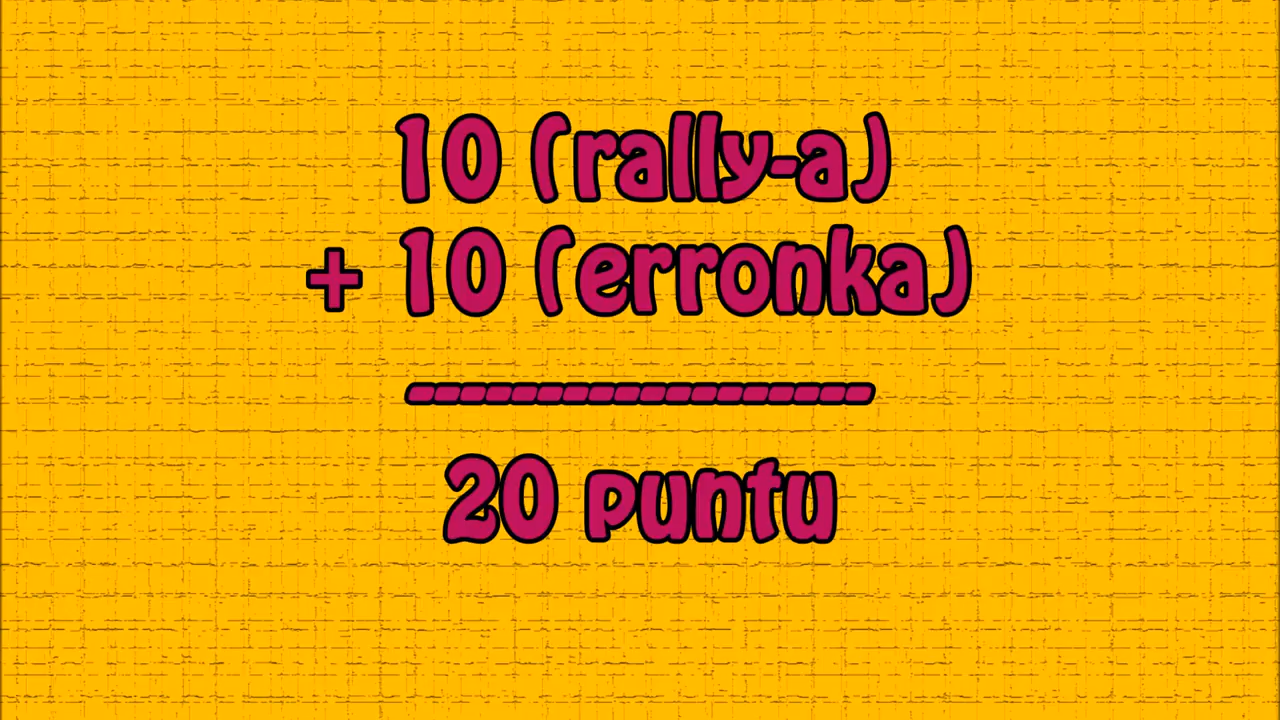 10 (rally-a)
+ 10 (erronka)
------------------
20 puntu